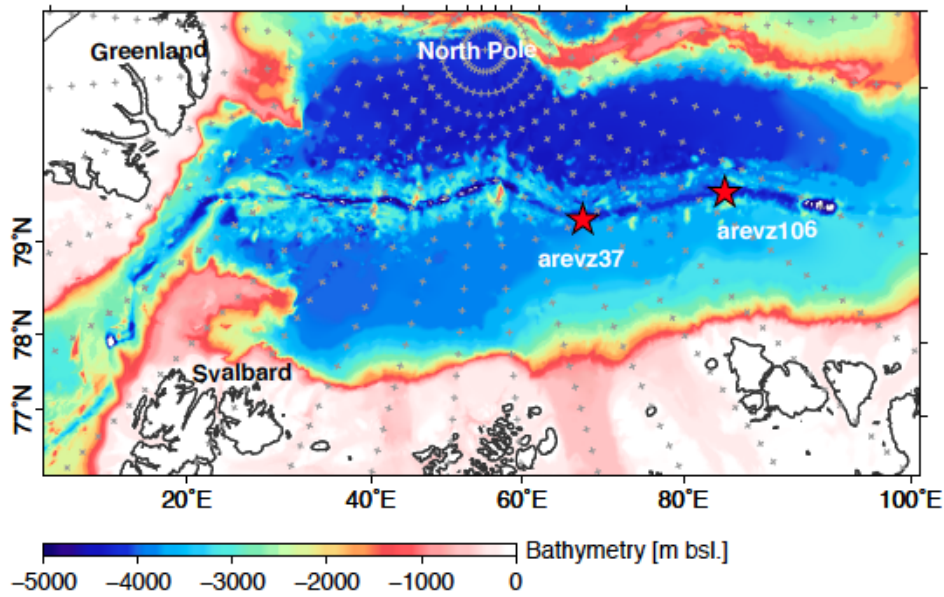 Greenland
North Pole
arevz37
arevz106
Svalbard
79˚N
78˚N
77˚N
20˚E 40˚E 60˚E 80˚E 100˚E
Bathymetry [m bsl.]
−5000 −4000 −3000 −2000 −1000 0